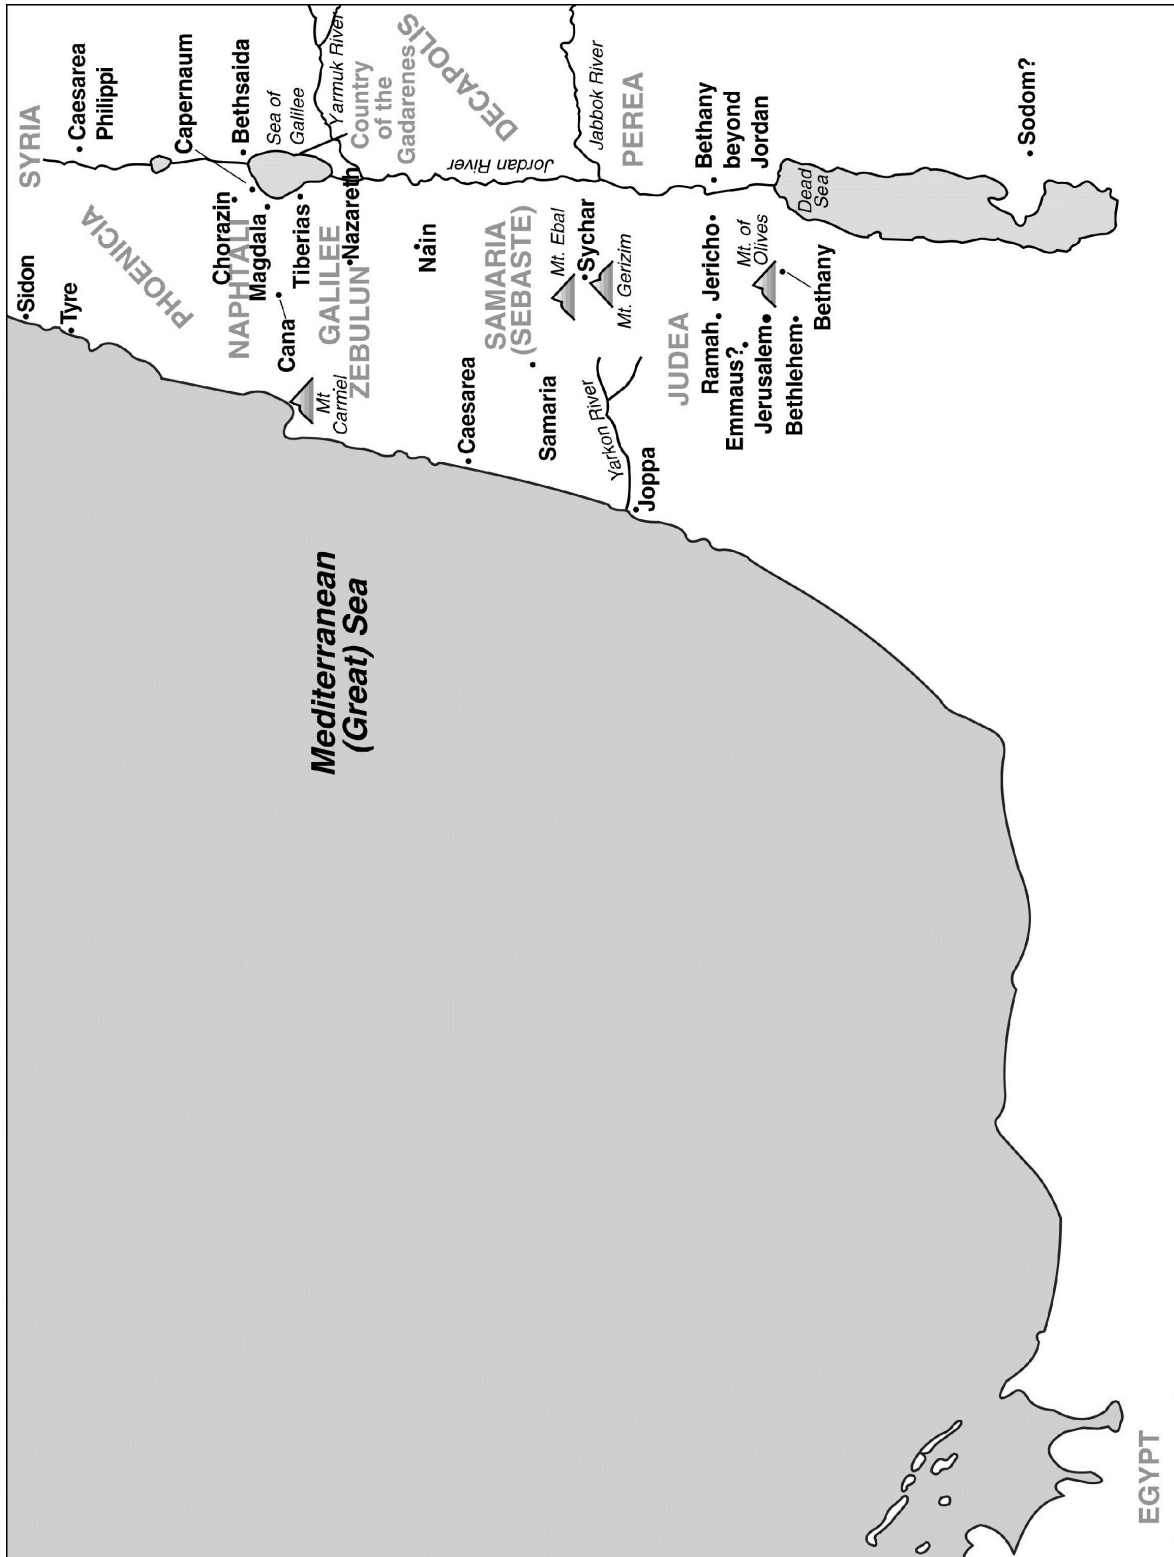 SYRIA
Caesarea
Philippi
Capernaum
Bethsaida
Sea of
Galilee
Yarmuk River
Country
of the
Gadarenes
DECAPOLIS
Jabbok River
PEREA
Bethany
beyond
Jordan
Sodom?
Jordan River
Dead
Sea
Sidon
Tyre
PHOENICIA
Chorazin
NAPHTALI
Magdala
Tiberias
Cana
GALILEE
ZEBULUN
Nazareth
Mt
Carmiel
Nain
SAMARIA
(SEBASTE)
Mt. Ebal
Sychar
Mt. Gerizim
Caesarea
Samaria
Yarkon River
Joppa
JUDEA
Ramah
Jericho
Emmaus?
Mt. of
Olives
Jerusalem
Bethlehem
Bethany
Mediterranean
(Great) Sea
EGYPT